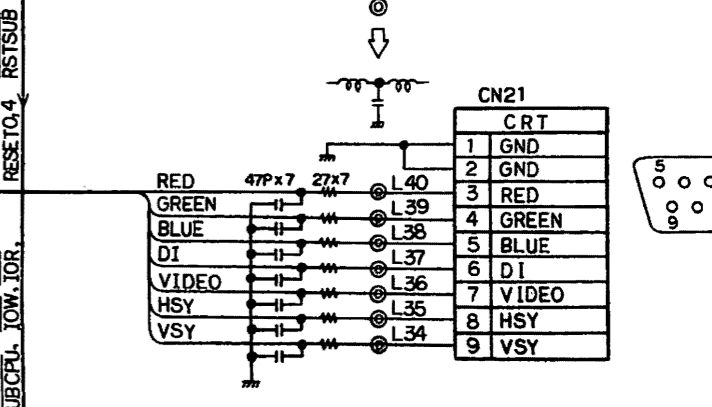 RESET0,4 RSTSUB
UBCPU, IOW, IOR,
CN21
CRT
1 GND
2 GND
3 RED
4 GREEN
5 BLUE
6 DI
7 VIDEO
8 HSY
9 VSY
RED 47P×7 27×7 L40
GREEN L39
BLUE L38
DI L37
VIDEO L36
HSY L35
VSY L34
5
9